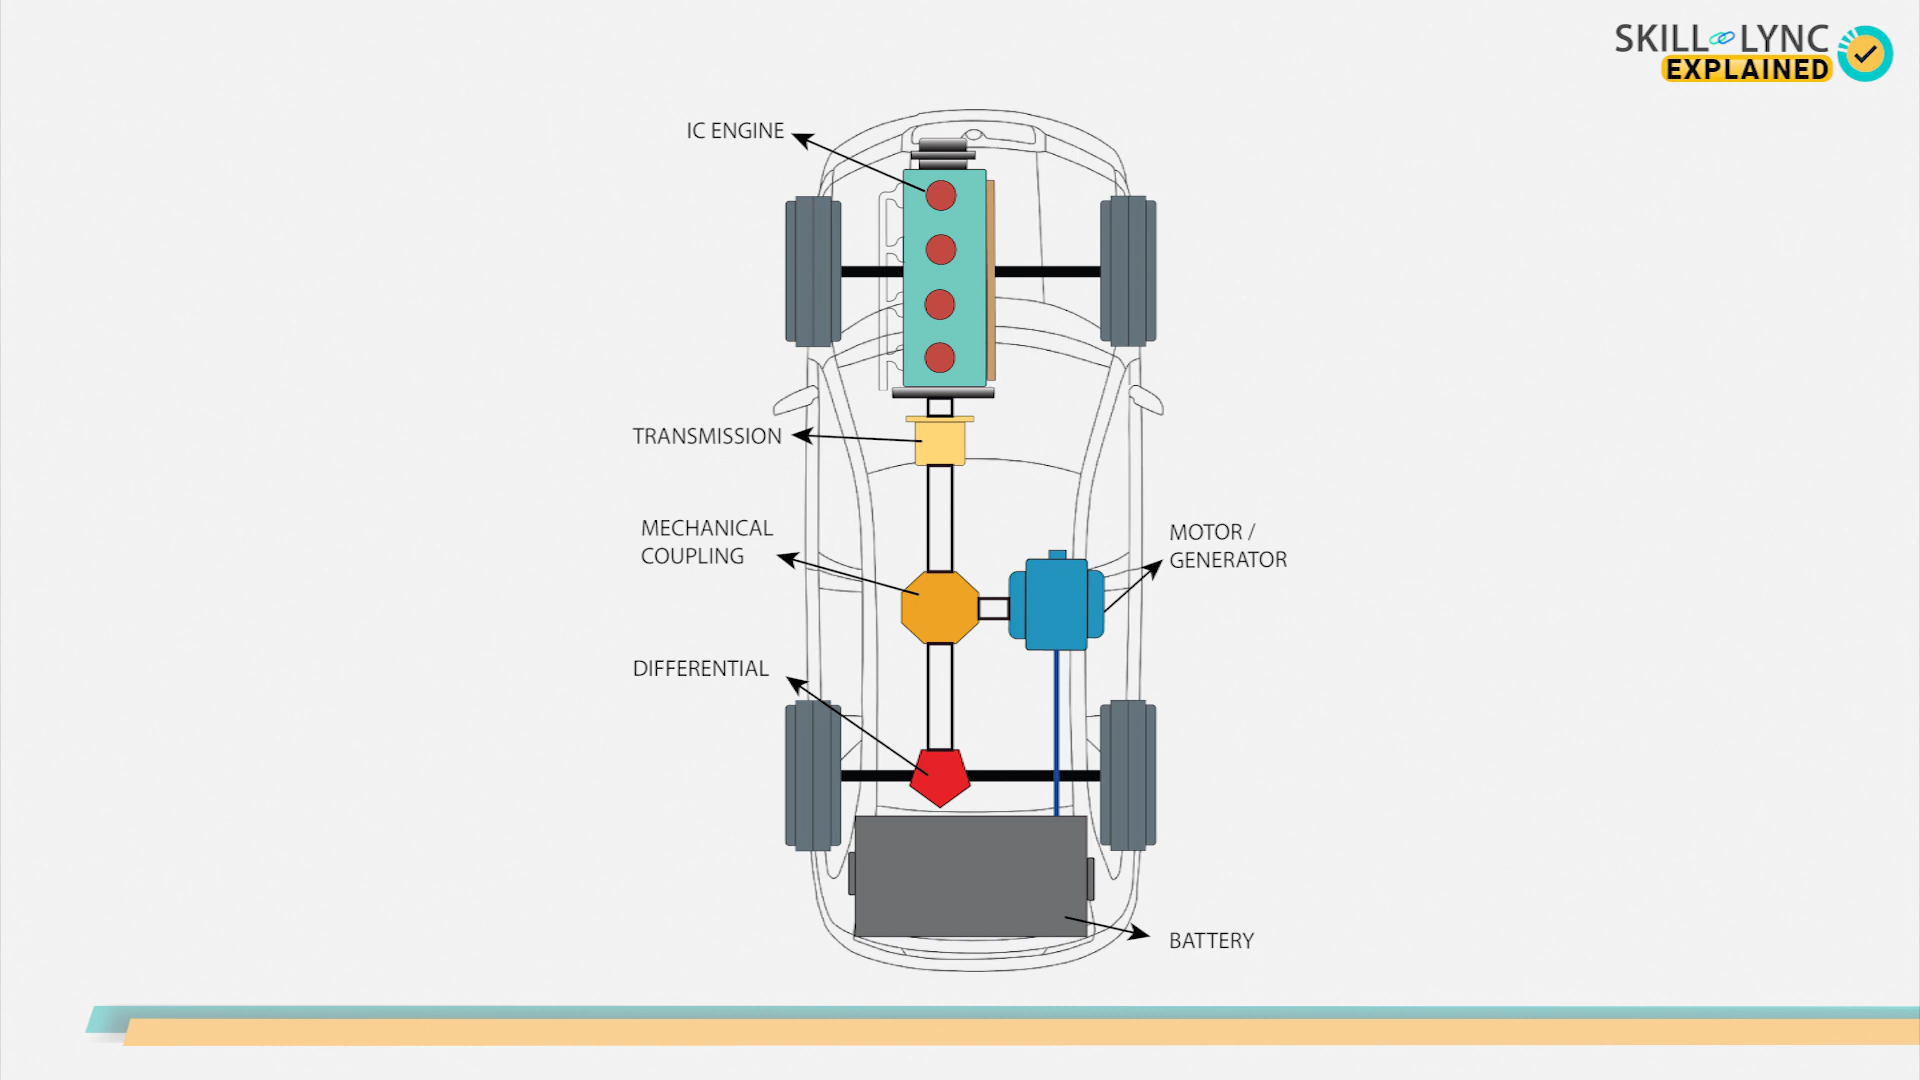 SKILL LYNC
EXPLAINED
IC ENGINE
TRANSMISSION
MECHANICAL
COUPLING
MOTOR /
GENERATOR
DIFFERENTIAL
BATTERY